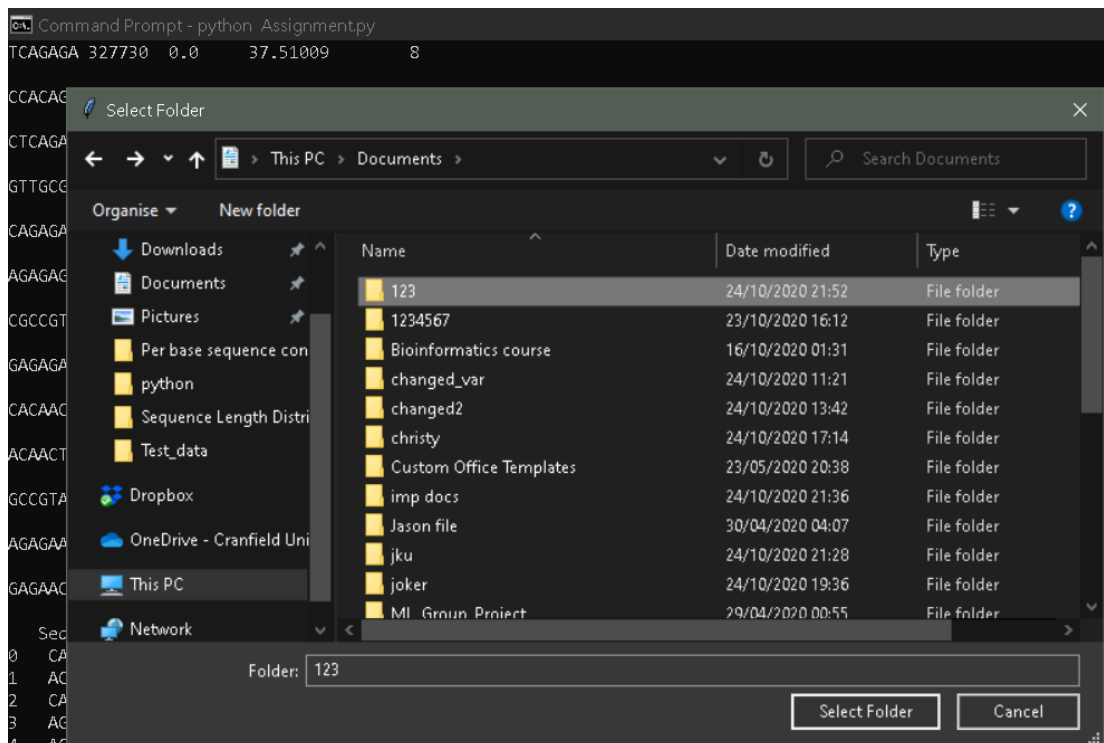 Command Prompt - python Assignment.py
TCAGAGA 327730 0.0 37.51009 8
CCACAG
Select Folder
CTCAGA
This PC > Documents >
Search Documents
GTTGCG
Organise
New folder
CAGAGA
Downloads
Name
Date modified
Type
AGAGAG
Documents
123 24/10/2020 21:52 File folder
CGCCGT
Pictures
1234567 23/10/2020 16:12 File folder
Per base sequence con
Bioinformatics course 16/10/2020 01:31 File folder
GAGAGA
python
changed_var 24/10/2020 11:21 File folder
CACAAC
Sequence Length Distri
changed2 24/10/2020 13:42 File folder
christy 24/10/2020 17:14 File folder
ACAACT
Test_data
Custom Office Templates 23/05/2020 20:38 File folder
GCCGTA
Dropbox
imp docs 24/10/2020 21:36 File folder
Jason file 30/04/2020 04:07 File folder
AGAGAA
OneDrive - Cranfield Uni
jku 24/10/2020 21:28 File folder
GAGAAC
This PC
joker 24/10/2020 19:36 File folder
ML Group Project 29/04/2020 00:55 File folder
Sec
Network
0 CA
Folder: 123
1 AC
2 CA
Select Folder
Cancel
3 AG